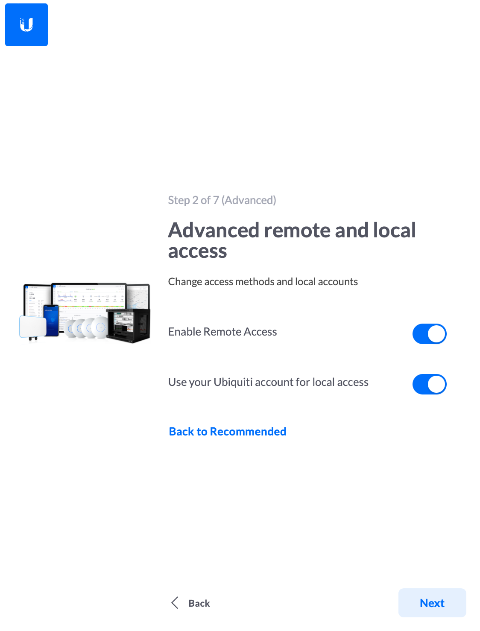 Step 2 of 7 (Advanced)
Advanced remote and local
access
Change access methods and local accounts
Enable Remote Access
Use your Ubiquiti account for local access
Back to Recommended
Back
Next